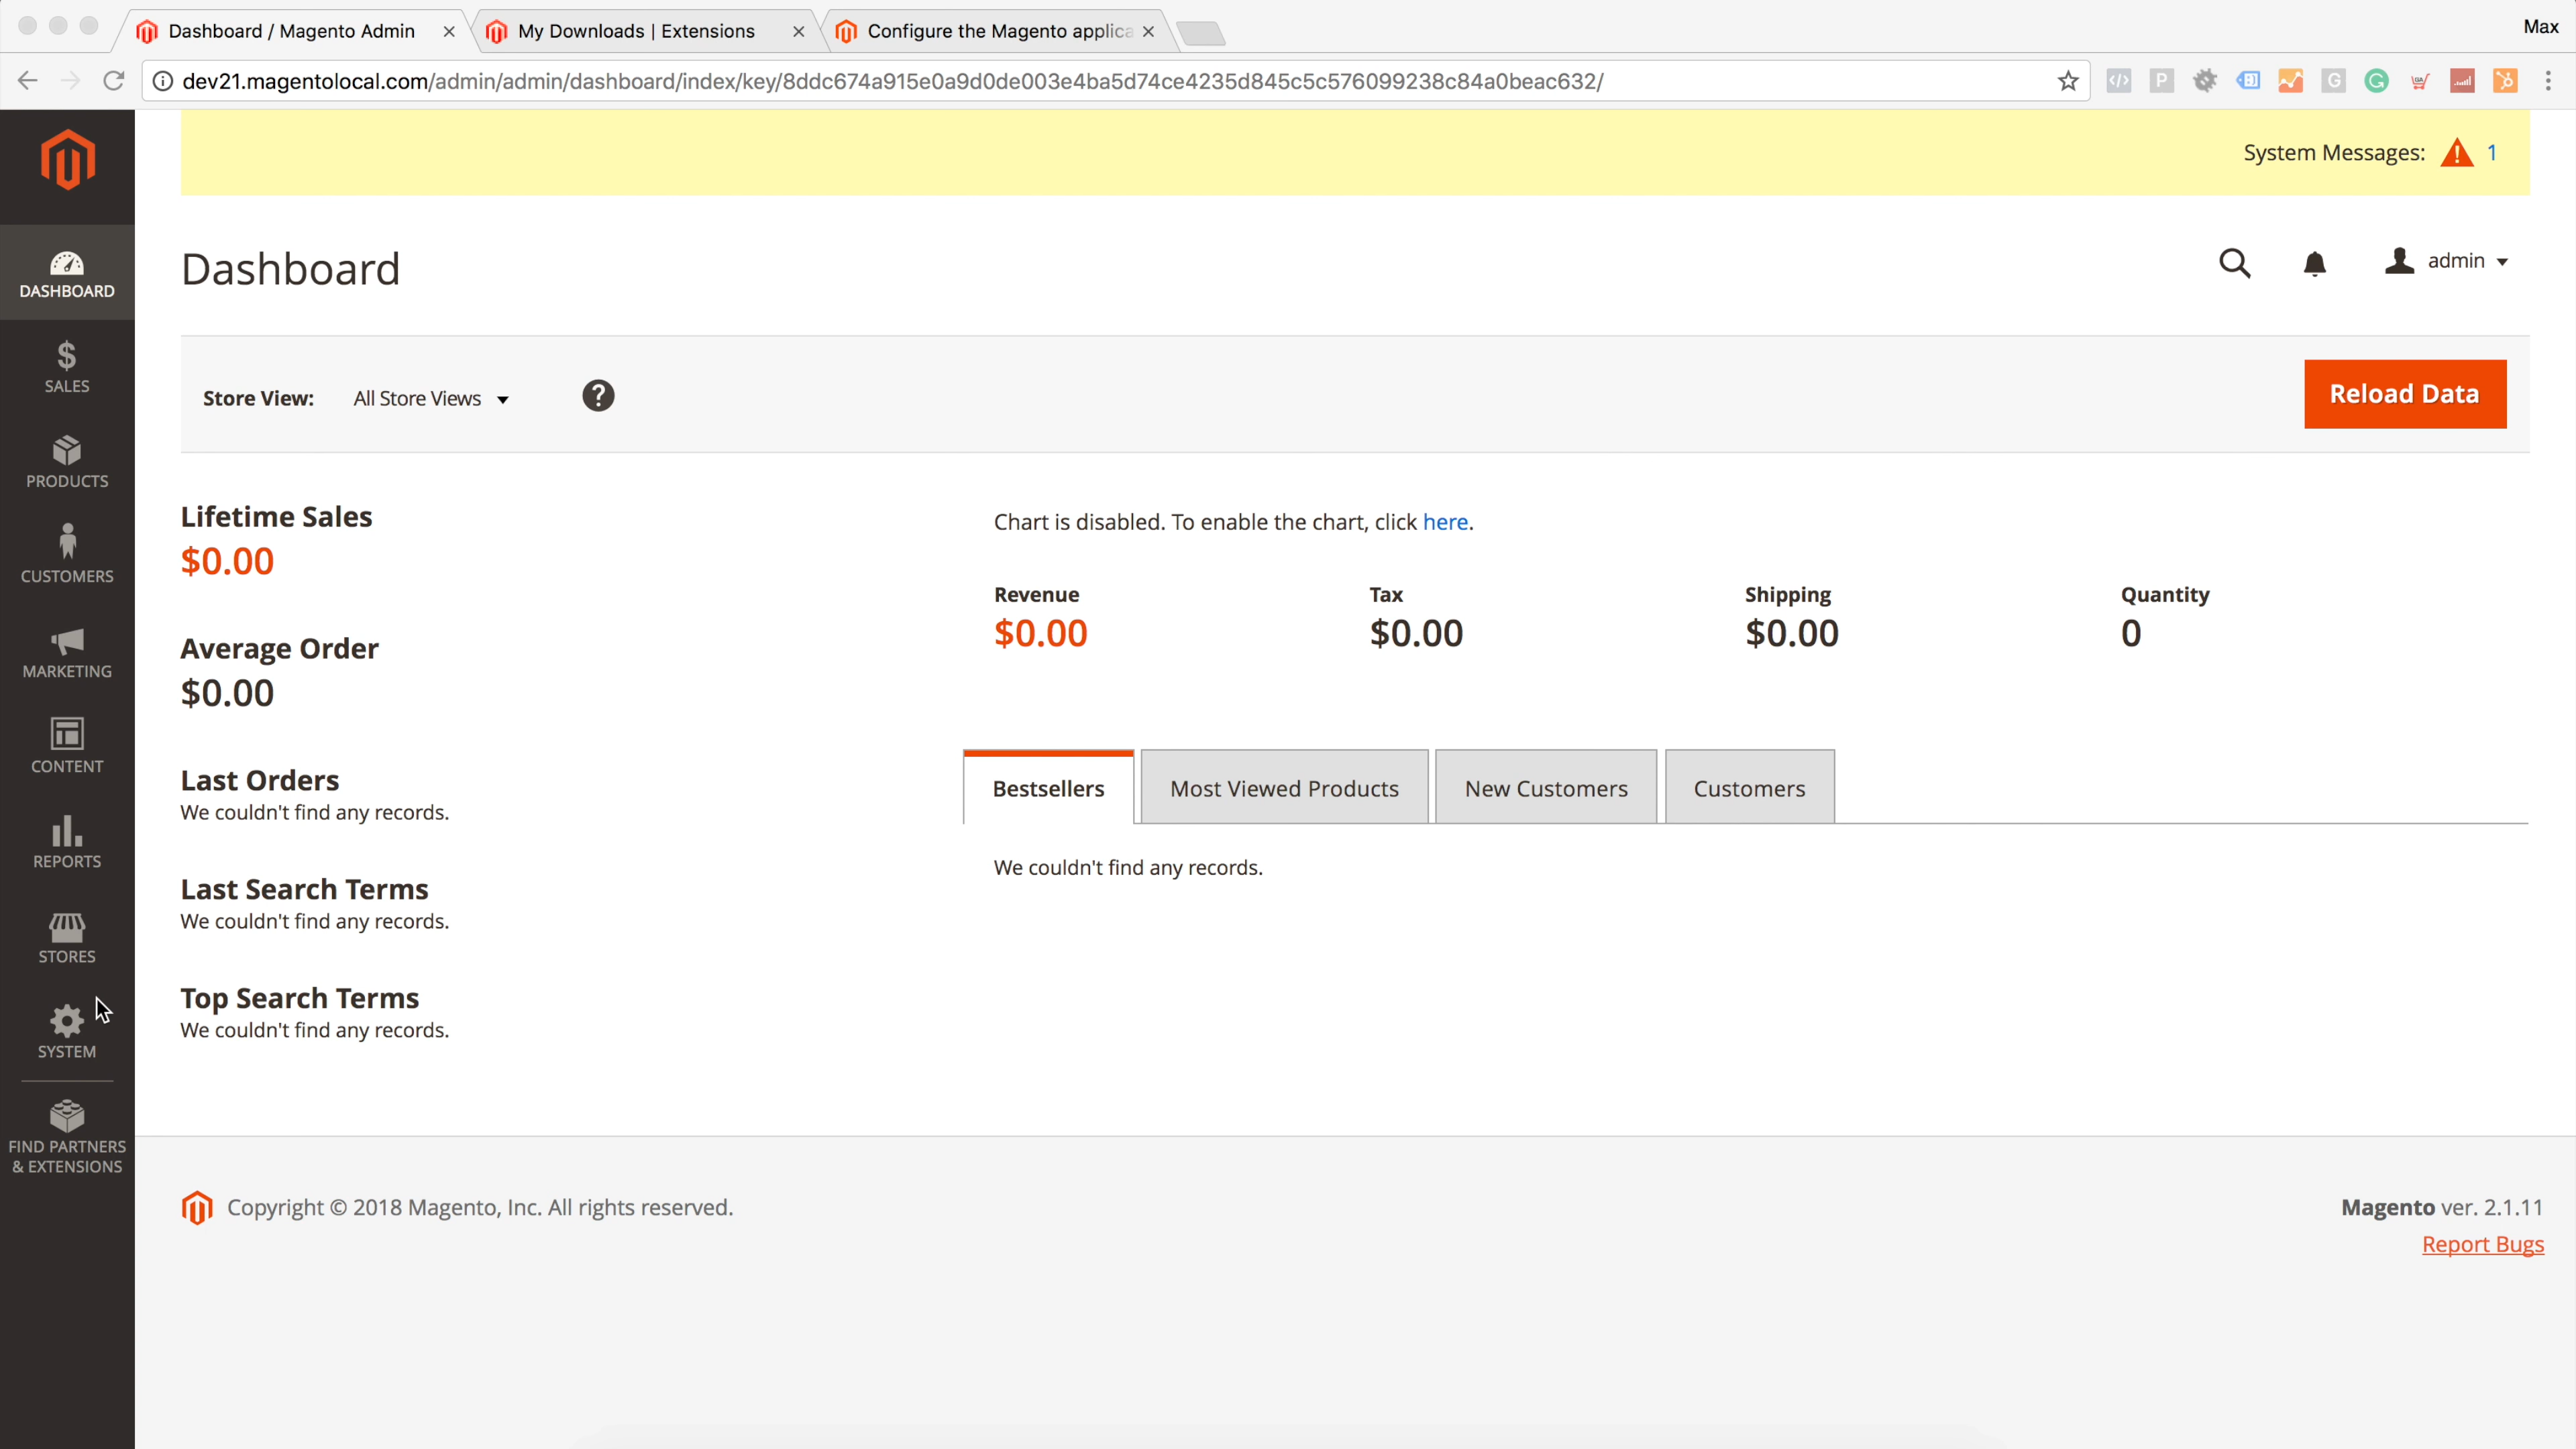 Dashboard / Magento Admin
My Downloads | Extensions
Configure the Magento applica
Max
dev21.magentolocal.com/admin/admin/dashboard/index/key/8ddc674a915e0a9d0de003e4ba5d74ce4235d845c5c576099238c84a0beac632/
System Messages: 1
Dashboard
admin
DASHBOARD
SALES
PRODUCTS
CUSTOMERS
MARKETING
CONTENT
REPORTS
STORES
SYSTEM
FIND PARTNERS
& EXTENSIONS
Store View: All Store Views ?
Reload Data
Lifetime Sales
$0.00
Average Order
$0.00
Last Orders
We couldn't find any records.
Last Search Terms
We couldn't find any records.
Top Search Terms
We couldn't find any records.
Chart is disabled. To enable the chart, click here.
Revenue Tax Shipping Quantity
$0.00 $0.00 $0.00 0
Bestsellers Most Viewed Products New Customers Customers
We couldn't find any records.
Copyright © 2018 Magento, Inc. All rights reserved.
Magento ver. 2.1.11
Report Bugs